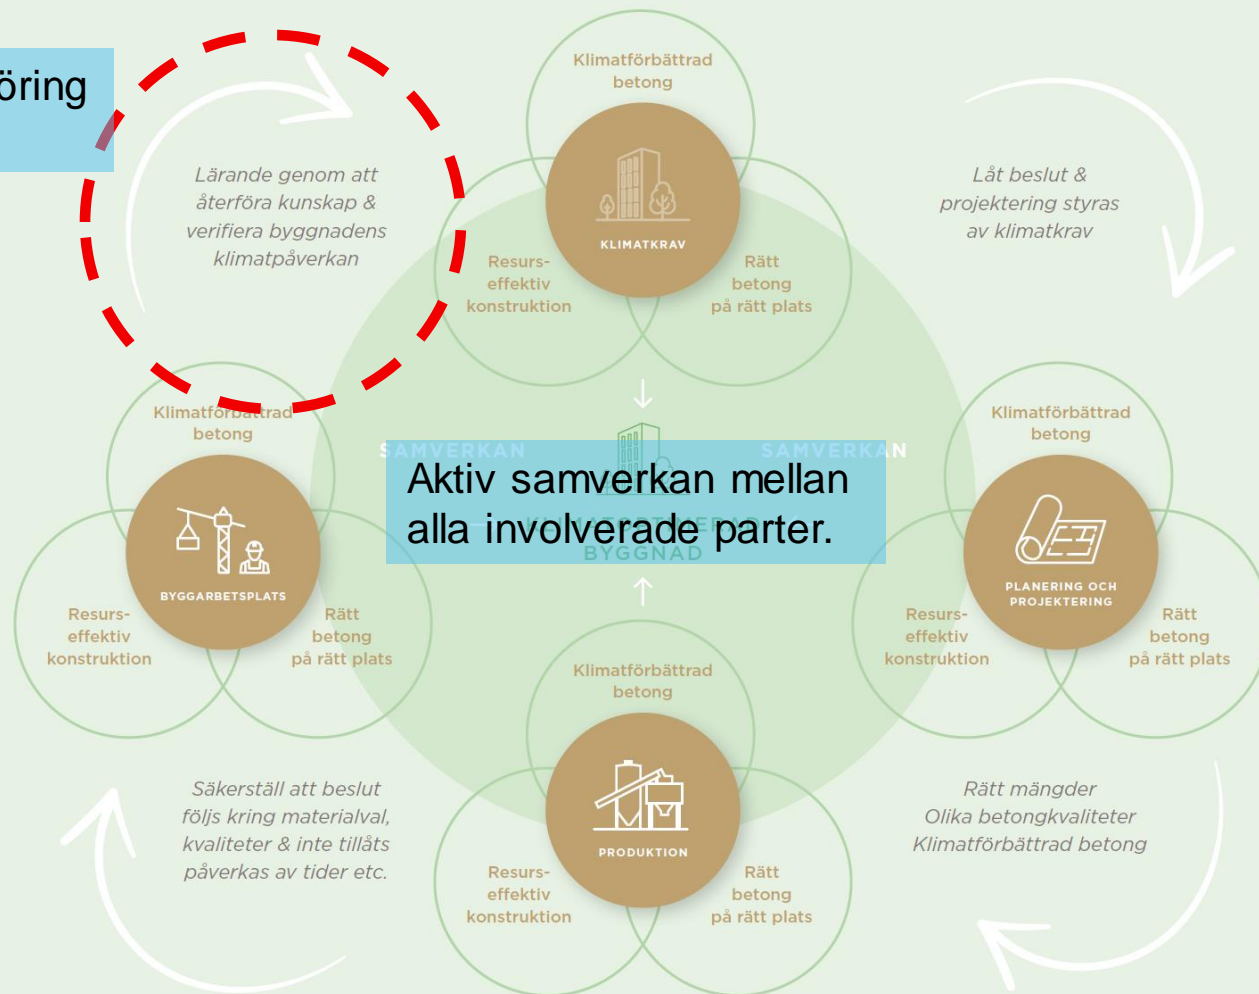 öring
Lärande genom att
återföra kunskap &
verifiera byggnadens
klimatpåverkan
Klimatförbättrad
betong
KLIMATKRAV
Resurs-
effektiv
konstruktion
Rätt
betong
på rätt plats
Låt beslut &
projektering styras
av klimatkrav
Klimatförbättrad
betong
BYGGARBETSPLATS
Resurs-
effektiv
konstruktion
Rätt
betong
på rätt plats
SAMVERKAN
SAMVERKAN
Aktiv samverkan mellan
alla involverade parter.
KLIMATOPTIMERAD
BYGGNAD
Klimatförbättrad
betong
PLANERING OCH
PROJEKTERING
Resurs-
effektiv
konstruktion
Rätt
betong
på rätt plats
Säkerställ att beslut
följs kring materialval,
kvaliteter & inte tillåts
påverkas av tider etc.
Klimatförbättrad
betong
PRODUKTION
Resurs-
effektiv
konstruktion
Rätt
betong
på rätt plats
Rätt mängder
Olika betongkvaliteter
Klimatförbättrad betong